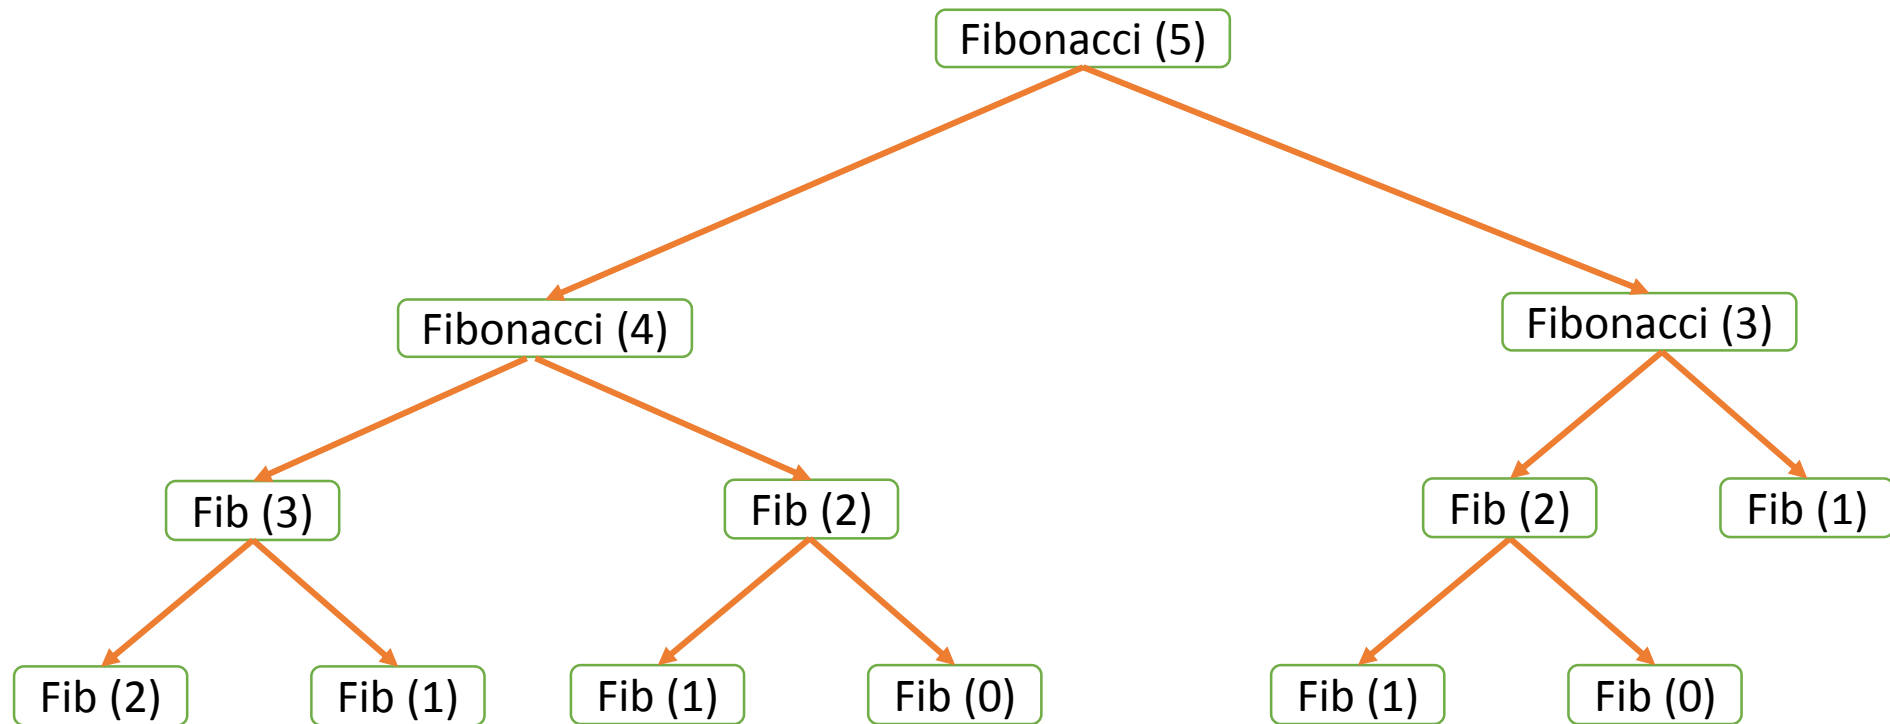 Fibonacci (5)
Fibonacci (4)
Fibonacci (3)
Fib (3)
Fib (2)
Fib (2)
Fib (1)
Fib (2)
Fib (1)
Fib (1)
Fib (0)
Fib (1)
Fib (0)